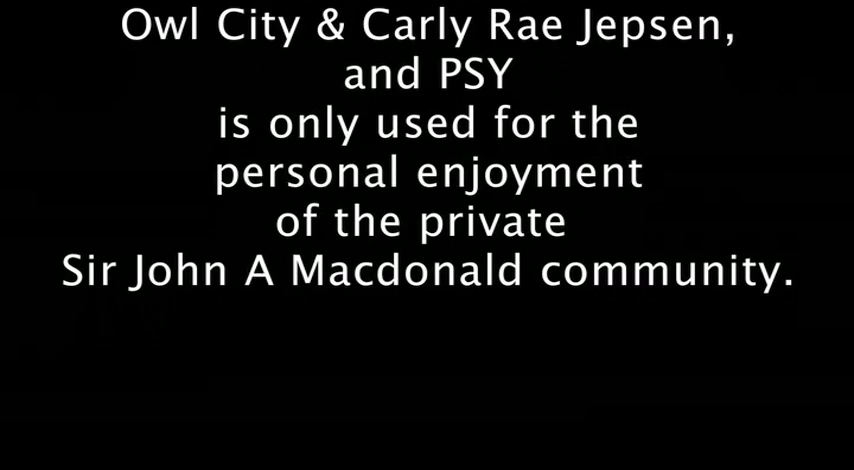 Owl City & Carly Rae Jepsen,
and PSY
is only used for the
personal enjoyment
of the private
Sir John A Macdonald community.